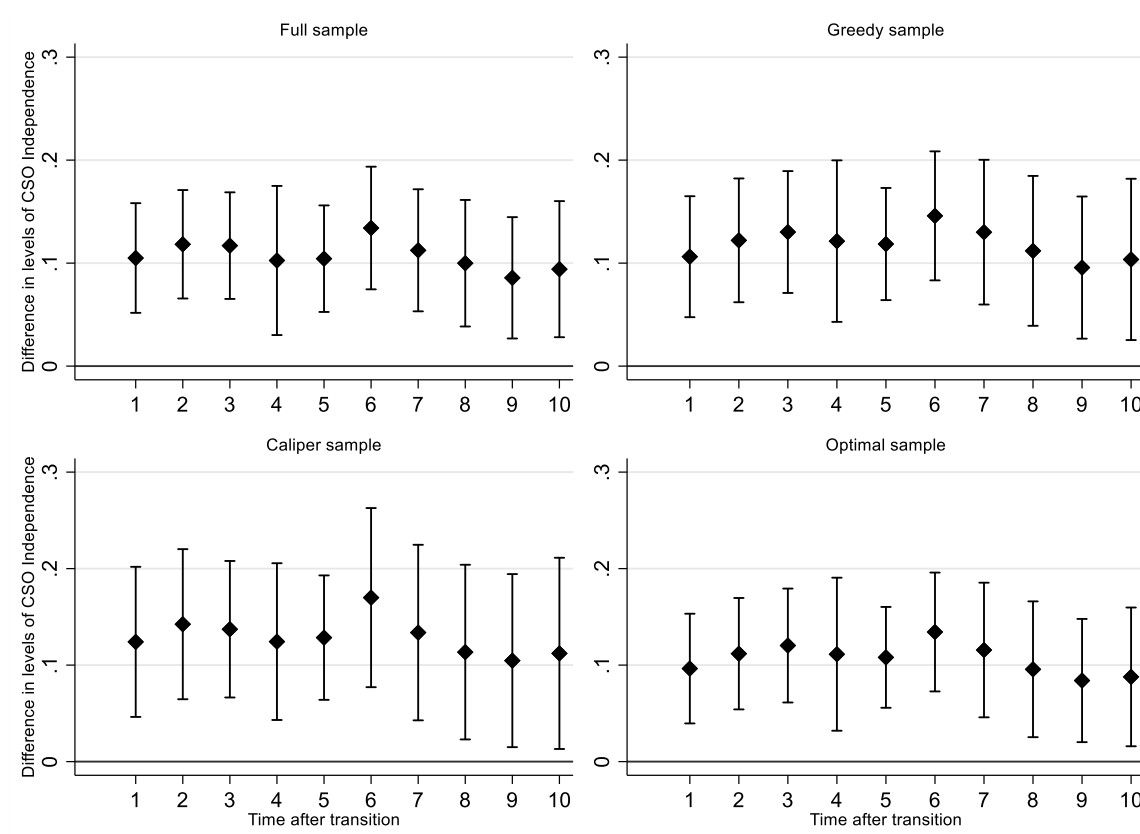 Full sample
Difference in levels of CSO Independence
.3
.2
.1
0
1 2 3 4 5 6 7 8 9 10
Greedy sample
.3
.2
.1
0
1 2 3 4 5 6 7 8 9 10
Caliper sample
Difference in levels of CSO Independence
.3
.2
.1
0
1 2 3 4 5 6 7 8 9 10
Time after transition
Optimal sample
.3
.2
.1
0
1 2 3 4 5 6 7 8 9 10
Time after transition